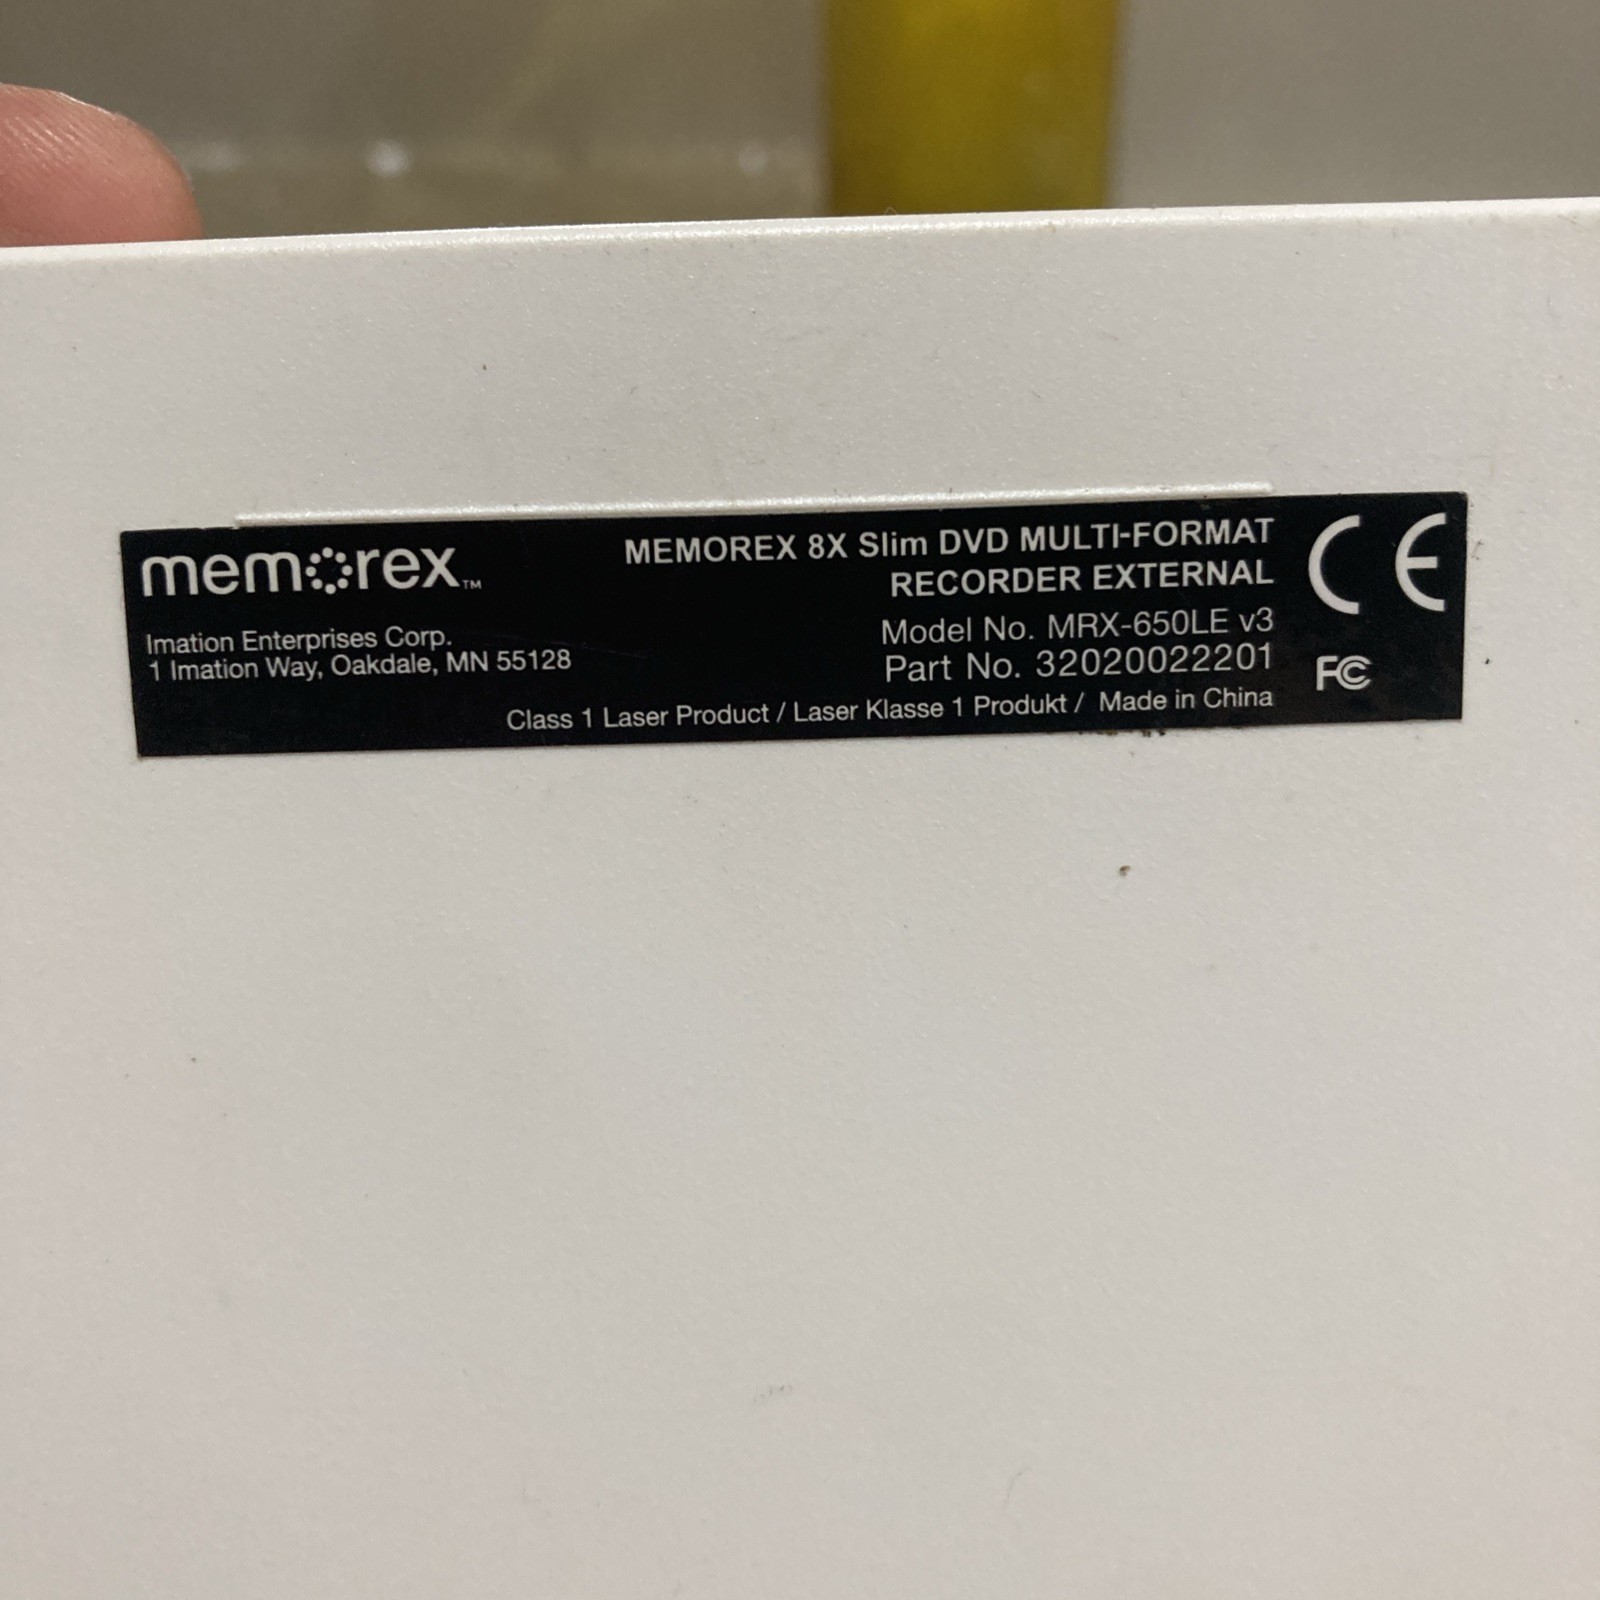 memorex™
Imation Enterprises Corp.
1 Imation Way, Oakdale, MN 55128
MEMOREX 8X Slim DVD MULTI-FORMAT
RECORDER EXTERNAL
Model No. MRX-650LE v3
Part No. 32020022201
Class 1 Laser Product / Laser Klasse 1 Produkt / Made in China
CE
FC